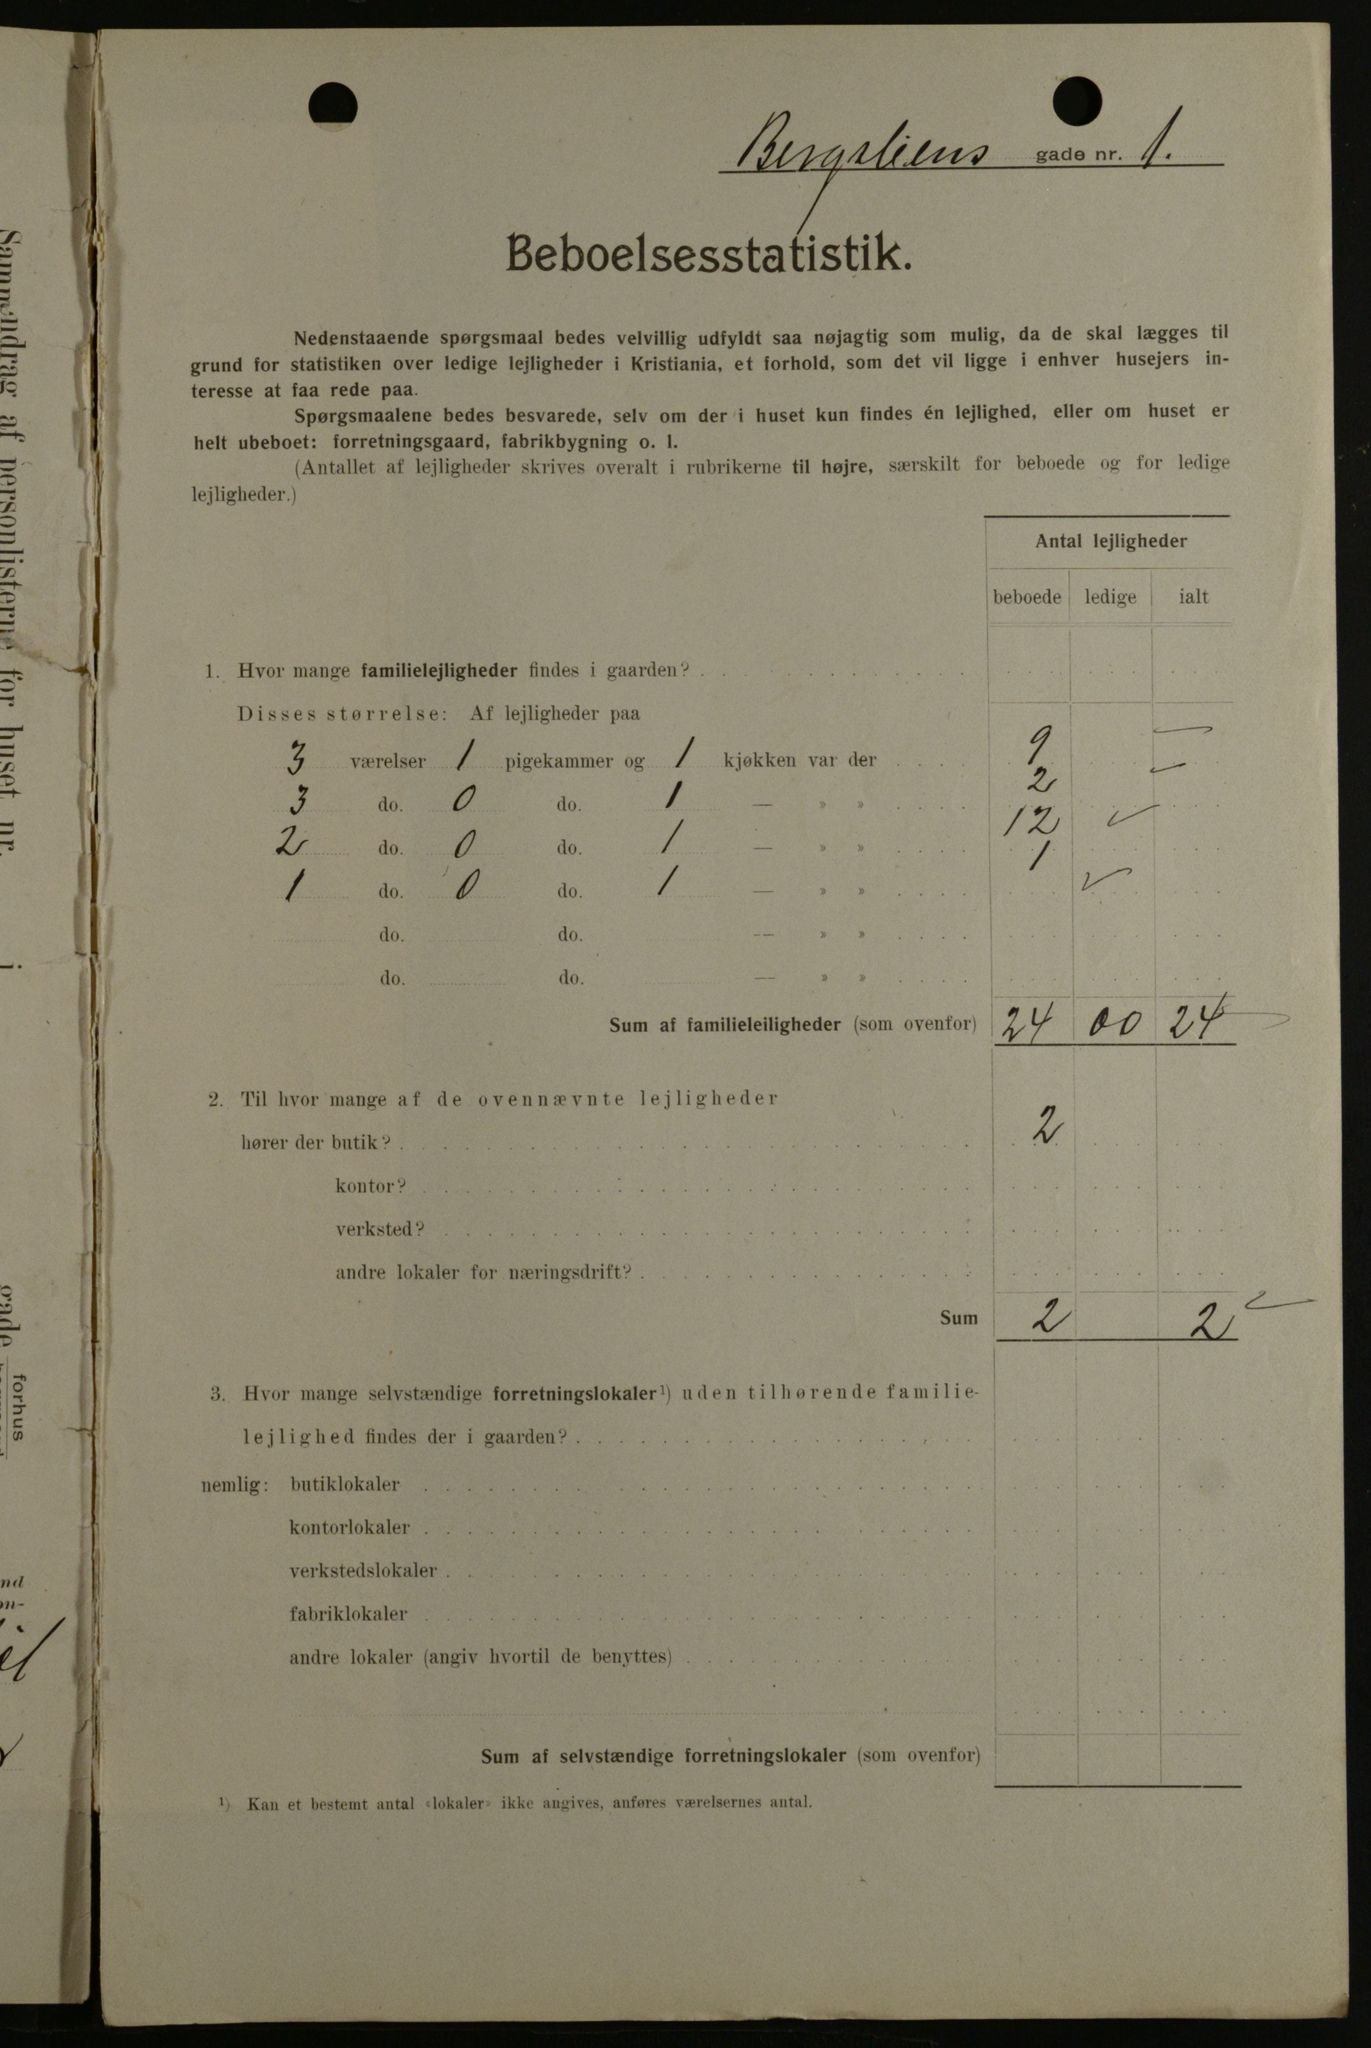 Bergsliens gade nr. 1.
Beboelsesstatistik.
Nedenstaaende spørgsmaal bedes velvillig udfyldt saa nøjagtig som mulig, da de skal lægges til
grund for statistiken over ledige lejligheder i Kristiania, et forhold, som det vil ligge i enhver husejers in-
teresse at faa rede paa.
Spørgsmaalene bedes besvarede, selv om der i huset kun findes én lejlighed, eller om huset er
helt ubeboet: forretningsgaard, fabrikbygning o. l.
(Antallet af lejligheder skrives overalt i rubrikerne til højre, særskilt for beboede og for ledige
lejligheder.)
Antal lejligheder
beboede ledige ialt
1. Hvor mange familielejligheder findes i gaarden?
Disses størrelse: Af lejligheder paa
3 værelser 1 pigekammer og 1 kjøkken var der 9
3 do. 0 do. 1 — » » 2
2 do. 0 do. 1 — » » 12
1 do. 0 do. 1 — » » 1
do. do. — » »
do. do. — » »
Sum af familieleiligheder (som ovenfor) 24 00 24
2. Til hvor mange af de ovennævnte lejligheder
hører der butik? 2
kontor?
verksted?
andre lokaler for næringsdrift?
Sum 2 2
3. Hvor mange selvstændige forretningslokaler¹) uden tilhørende familie-
lejlighed findes der i gaarden?
nemlig: butiklokaler
kontorlokaler
verkstedslokaler
fabriklokaler
andre lokaler (angiv hvortil de benyttes)
Sum af selvstændige forretningslokaler (som ovenfor)
¹) Kan et bestemt antal «lokaler» ikke angives, anføres værelsernes antal.
Sammendrag af personlisterne for huset nr. i
gade
forhus